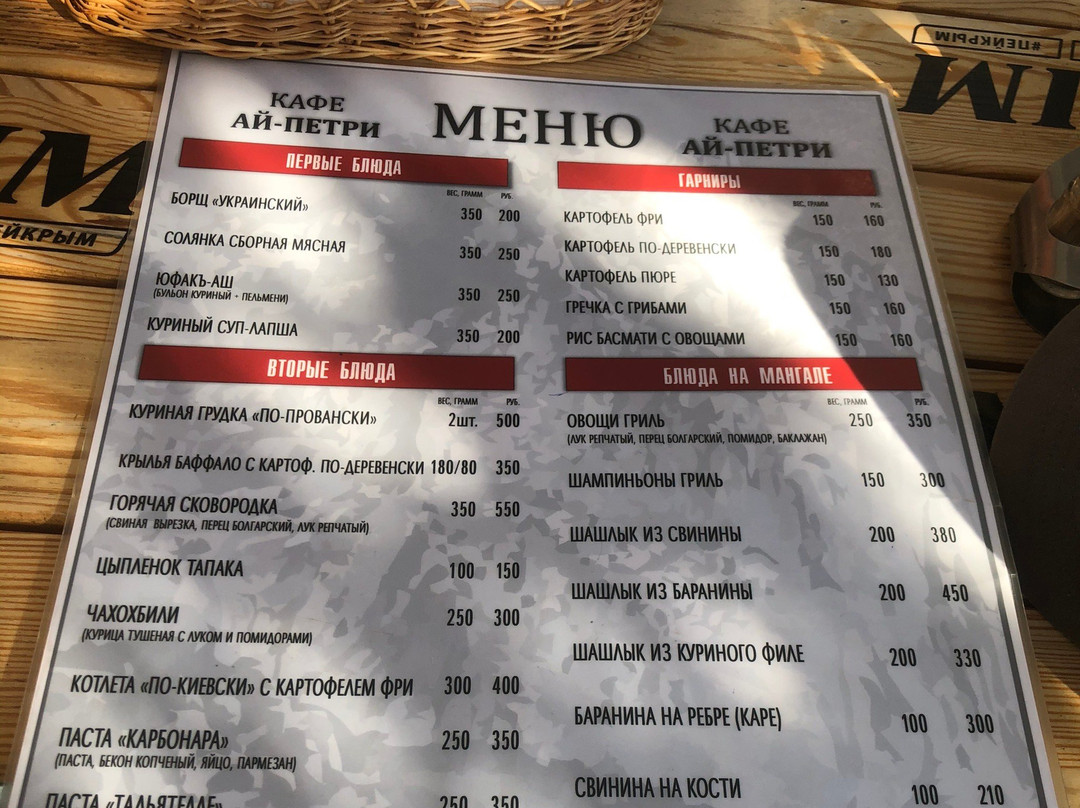 КАФЕ
АЙ-ПЕТРИ
МЕНЮ
КАФЕ
АЙ-ПЕТРИ
ПЕРВЫЕ БЛЮДА
ВЕС, ГРАММ РУБ.
БОРЩ «УКРАИНСКИЙ» 350 200
СОЛЯНКА СБОРНАЯ МЯСНАЯ 350 250
ЮФАКЪ-АШ 350 250
(БУЛЬОН КУРИНЫЙ + ПЕЛЬМЕНИ)
КУРИНЫЙ СУП-ЛАПША 350 200
ВТОРЫЕ БЛЮДА
ВЕС, ГРАММ РУБ.
КУРИНАЯ ГРУДКА «ПО-ПРОВАНСКИ» 2шт. 500
КРЫЛЬЯ БАФФАЛО С КАРТОФ. ПО-ДЕРЕВЕНСКИ 180/80 350
ГОРЯЧАЯ СКОВОРОДКА 350 550
(СВИНАЯ ВЫРЕЗКА, ПЕРЕЦ БОЛГАРСКИЙ, ЛУК РЕПЧАТЫЙ)
ЦЫПЛЕНОК ТАПАКА 100 150
ЧАХОХБИЛИ 250 300
(КУРИЦА ТУШЕНАЯ С ЛУКОМ И ПОМИДОРАМИ)
КОТЛЕТА «ПО-КИЕВСКИ» С КАРТОФЕЛЕМ ФРИ 300 400
ПАСТА «КАРБОНАРА» 250 350
(ПАСТА, БЕКОН КОПЧЕНЫЙ, ЯЙЦО, ПАРМЕЗАН)
ПАСТА «ТАЛЬЯТЕЛЛЕ» 250 350
ГАРНИРЫ
ВЕС, ГРАММ РУБ.
КАРТОФЕЛЬ ФРИ 150 160
КАРТОФЕЛЬ ПО-ДЕРЕВЕНСКИ 150 180
КАРТОФЕЛЬ ПЮРЕ 150 130
ГРЕЧКА С ГРИБАМИ 150 160
РИС БАСМАТИ С ОВОЩАМИ 150 160
БЛЮДА НА МАНГАЛЕ
ВЕС, ГРАММ РУБ.
ОВОЩИ ГРИЛЬ 250 350
(ЛУК РЕПЧАТЫЙ, ПЕРЕЦ БОЛГАРСКИЙ, ПОМИДОР, БАКЛАЖАН)
ШАМПИНЬОНЫ ГРИЛЬ 150 300
ШАШЛЫК ИЗ СВИНИНЫ 200 380
ШАШЛЫК ИЗ БАРАНИНЫ 200 450
ШАШЛЫК ИЗ КУРИНОГО ФИЛЕ 200 330
БАРАНИНА НА РЕБРЕ (КАРЕ) 100 300
СВИНИНА НА КОСТИ 100 210
#ПЕЙКРЫМ